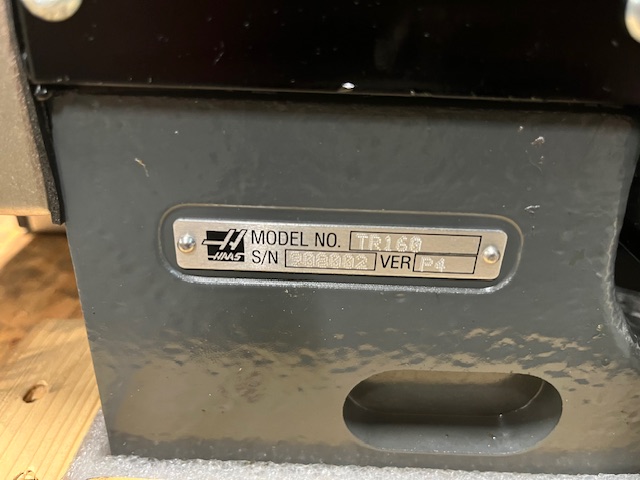 HAAS MODEL NO. TR160
S/N VER P4